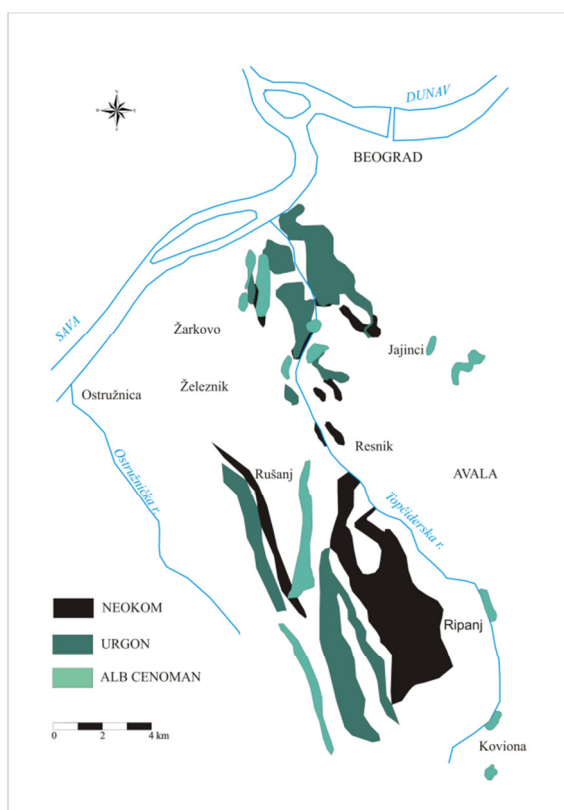 N
W
E
S
DUNAV
BEOGRAD
SAVA
Žarkovo
Jajinci
Železnik
Ostružnica
Resnik
Rušanj
AVALA
Ostružnička r.
Topčiderska r.
NEOKOM
URGON
ALB CENOMAN
Ripanj
0 2 4 km
Koviona